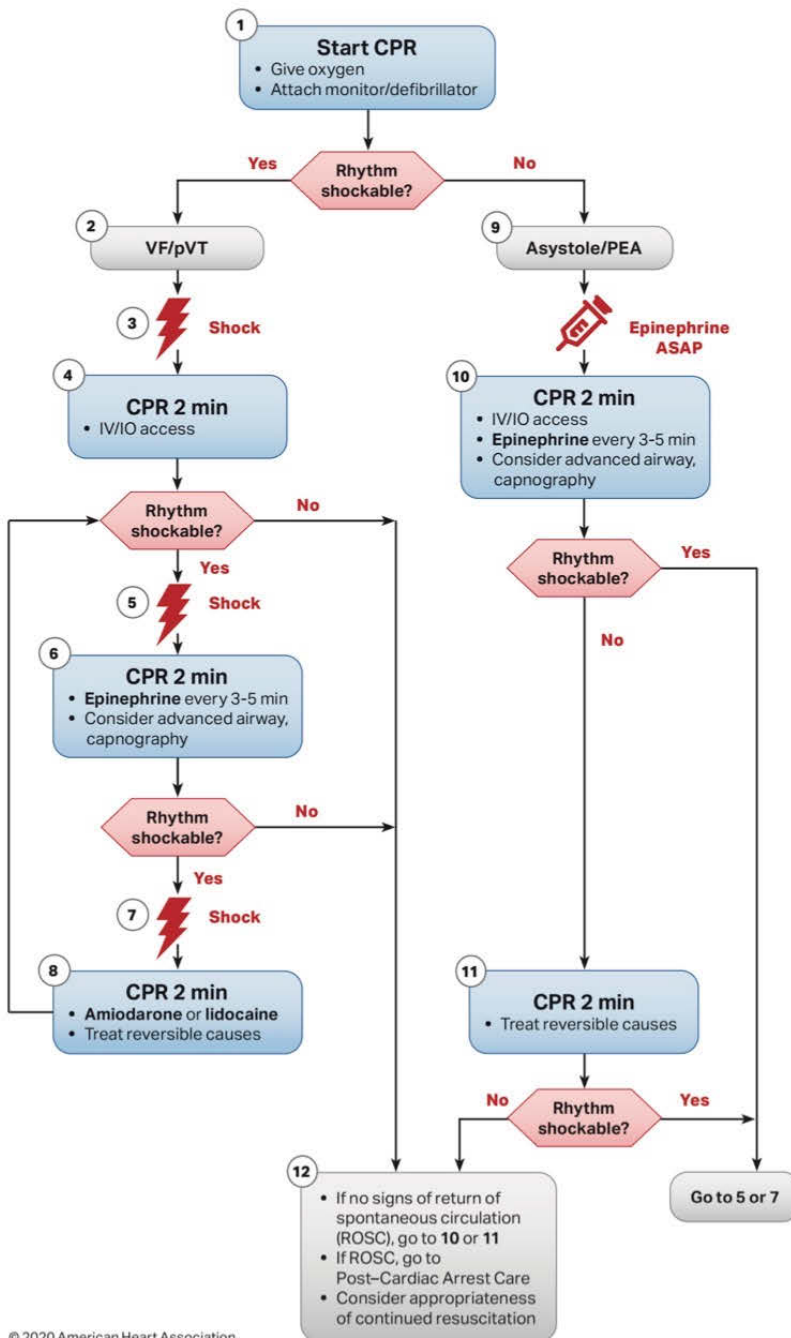 1
Start CPR
• Give oxygen
• Attach monitor/defibrillator
Yes
Rhythm
shockable?
No
2
VF/pVT
9
Asystole/PEA
3
Shock
Epinephrine
ASAP
4
CPR 2 min
• IV/IO access
10
CPR 2 min
• IV/IO access
• Epinephrine every 3-5 min
• Consider advanced airway,
capnography
Rhythm
shockable?
No
Yes
Rhythm
shockable?
Yes
No
5
Shock
6
CPR 2 min
• Epinephrine every 3-5 min
• Consider advanced airway,
capnography
Rhythm
shockable?
No
Yes
7
Shock
8
CPR 2 min
• Amiodarone or lidocaine
• Treat reversible causes
11
CPR 2 min
• Treat reversible causes
No
Rhythm
shockable?
Yes
12
• If no signs of return of
spontaneous circulation
(ROSC), go to 10 or 11
• If ROSC, go to
Post–Cardiac Arrest Care
• Consider appropriateness
of continued resuscitation
Go to 5 or 7
© 2020 American Heart Association